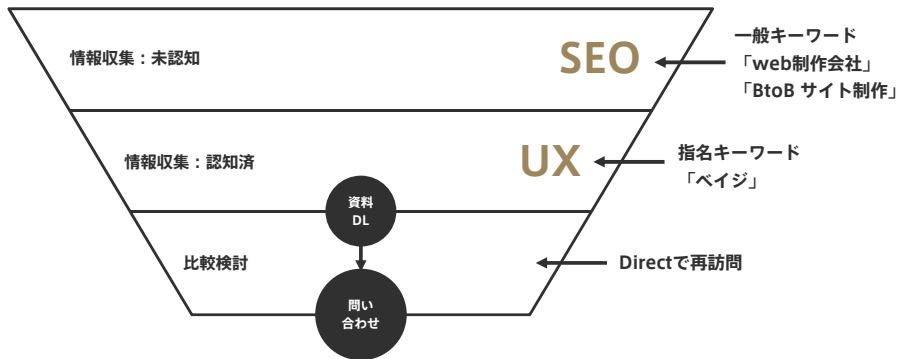 情報収集：未認知
SEO
一般キーワード
「web制作会社」
「BtoB サイト制作」
情報収集：認知済
UX
指名キーワード
「ベイジ」
資料
DL
比較検討
Directで再訪問
問い
合わせ